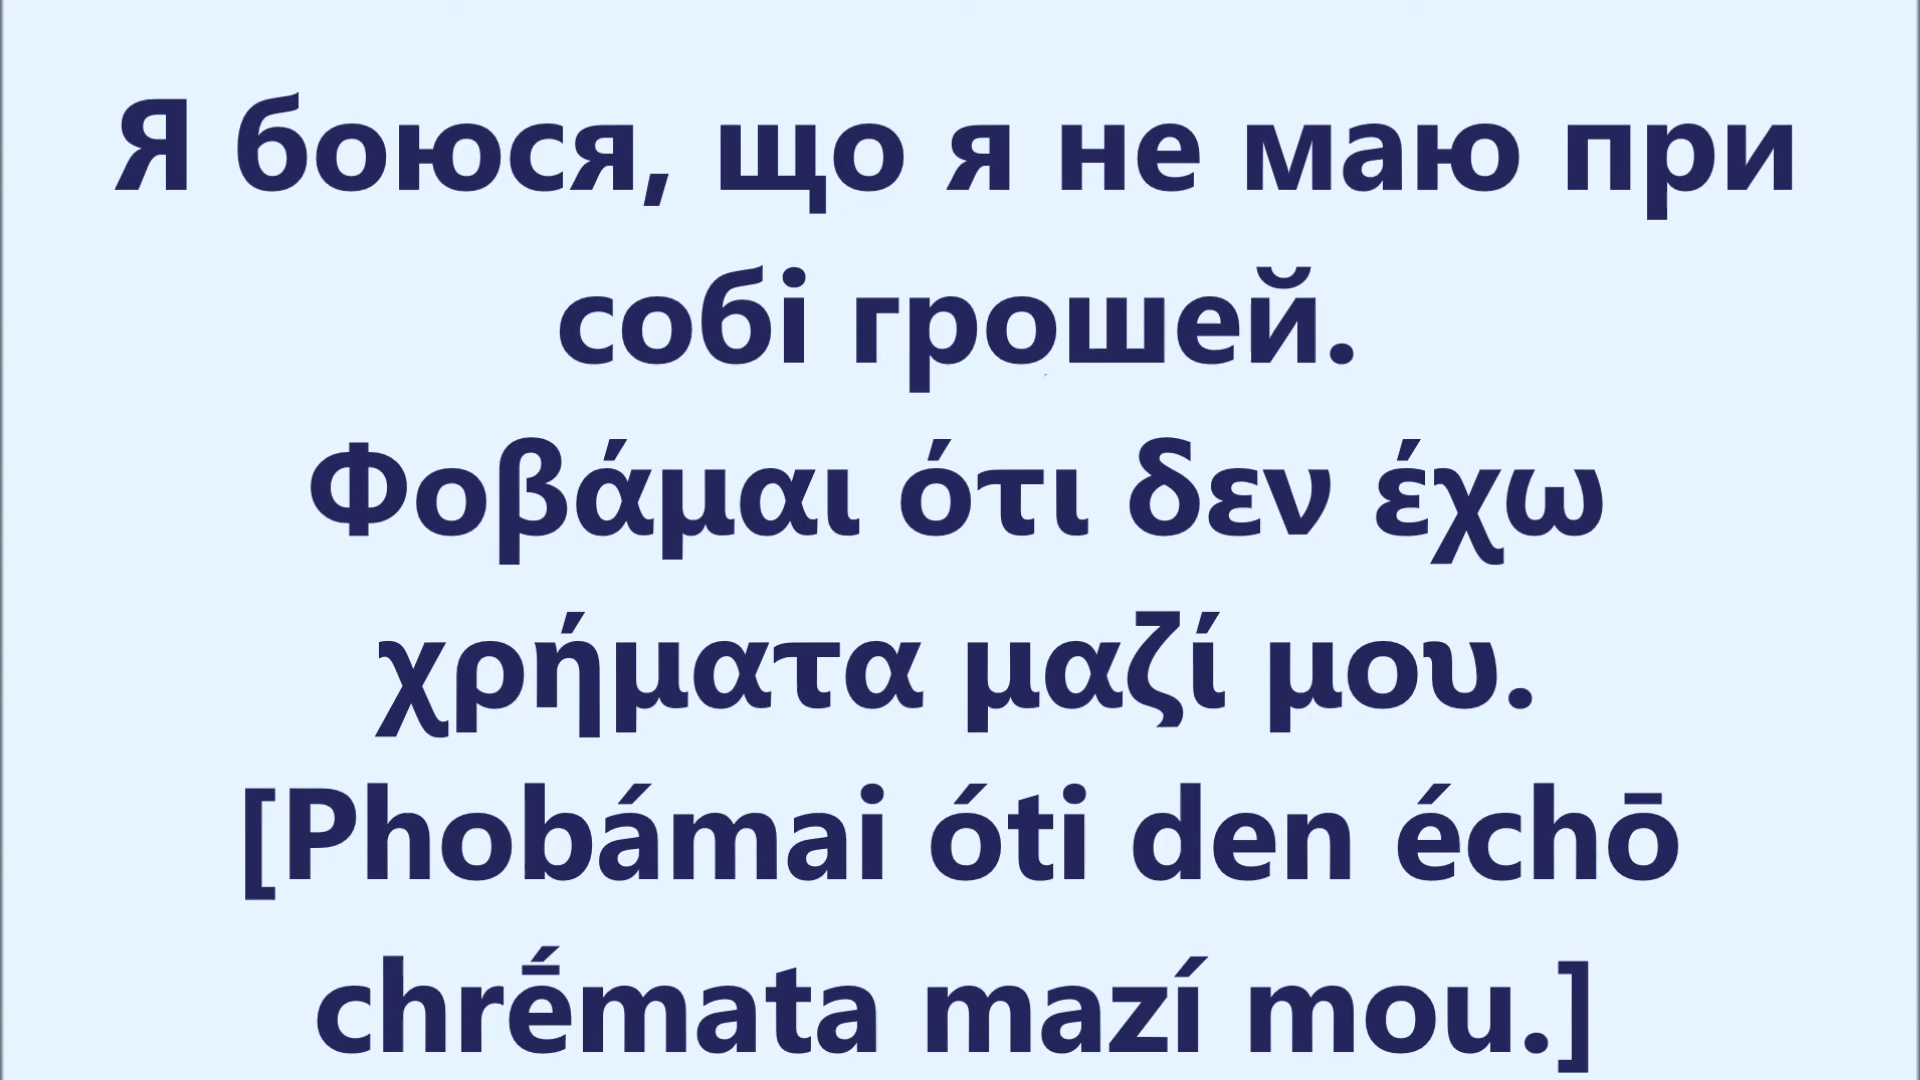 Я боюся, що я не маю при
собі грошей.
Φοβάμαι ότι δεν έχω
χρήματα μαζί μου.
[Phobámai óti den échō
chrḗmata mazí mou.]